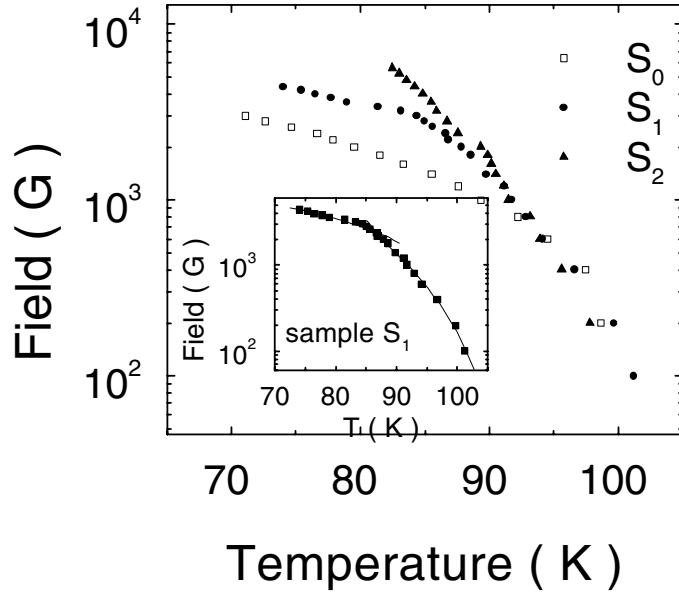 10^4
10^3
10^2
Field ( G )
S_0
S_1
S_2
10^3
10^2
Field ( G )
sample S_1
70 80 90 100
T ( K )
70 80 90 100
Temperature ( K )